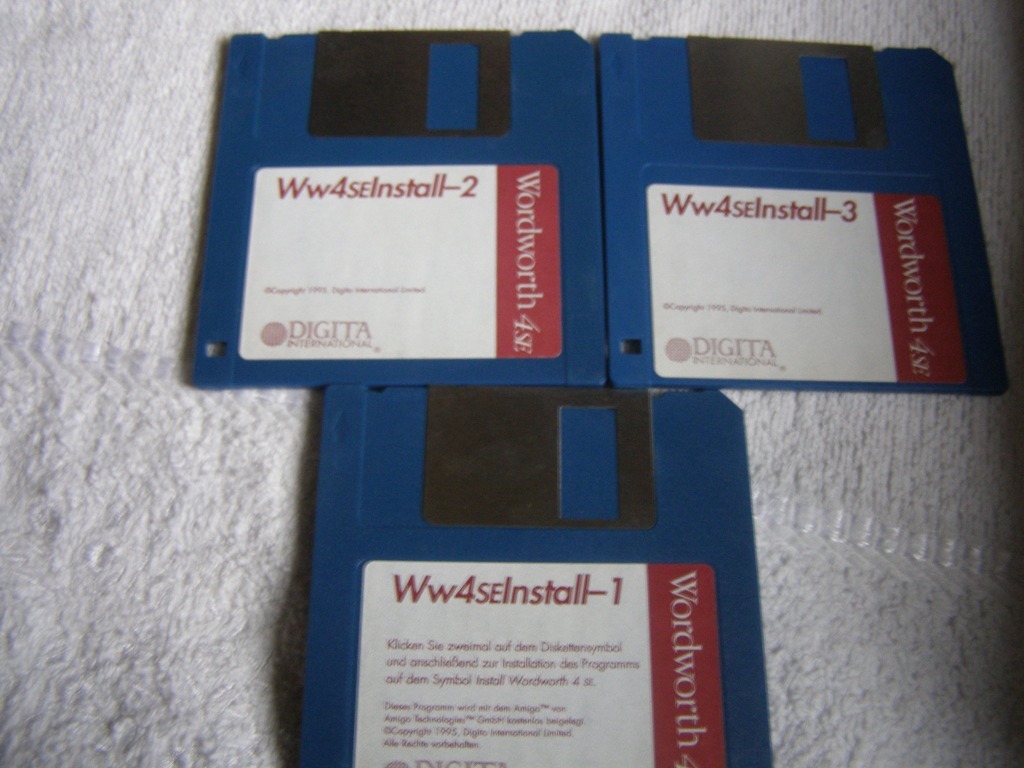 Ww4SEInstall-2
©Copyright 1995, Digita International Limited.
DIGITA
INTERNATIONAL®
Wordworth 4SE
Ww4SEInstall-3
©Copyright 1995, Digita International Limited.
DIGITA
INTERNATIONAL®
Wordworth 4SE
Ww4SEInstall-1
Klicken Sie zweimal auf dem Diskettensymbol
und anschließend zur Installation des Programms
auf dem Symbol Install Wordworth 4 SE.
Dieses Programm wird mit dem Amiga™ von
Amiga Technologies™ GmbH kostenlos beigelegt.
©Copyright 1995, Digita International Limited.
Alle Rechte vorbehalten.
DIGITA
Wordworth 4